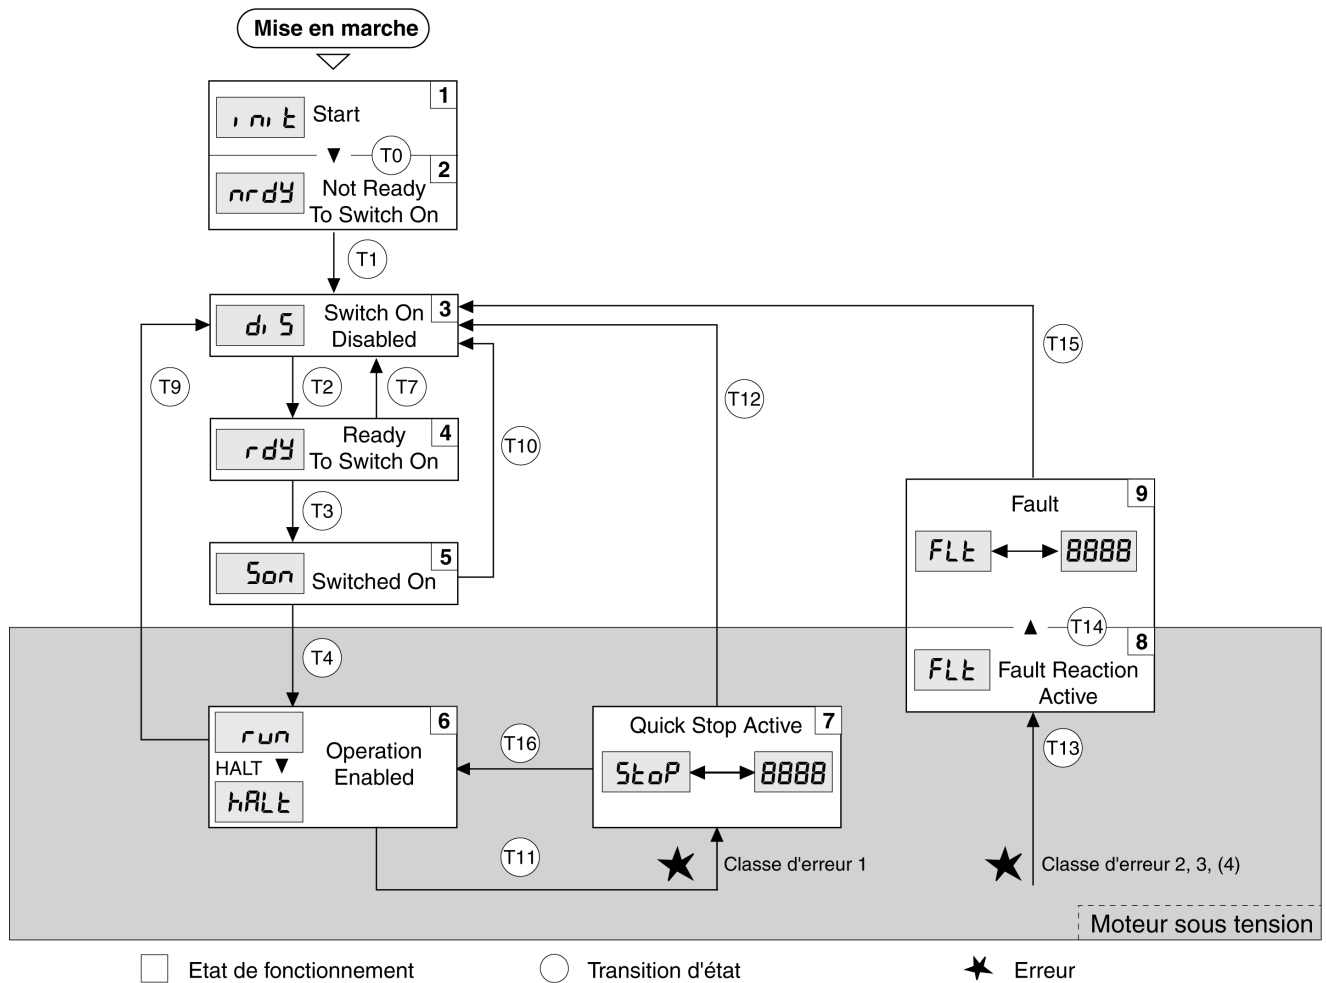 Mise en marche
1
init Start
T0
2
nrdY Not Ready
To Switch On
T1
diS Switch On
Disabled
3
T15
T9
T2
T7
T12
rdY Ready
To Switch On
4
T10
T3
Son Switched On
5
9
Fault
FLt 8888
T14
8
FLt Fault Reaction
Active
T4
run
HALT
hALt
Operation
Enabled
6
T16
Quick Stop Active
7
StoP 8888
T13
T11
Classe d'erreur 1
Classe d'erreur 2, 3, (4)
Moteur sous tension
Etat de fonctionnement
Transition d'état
Erreur